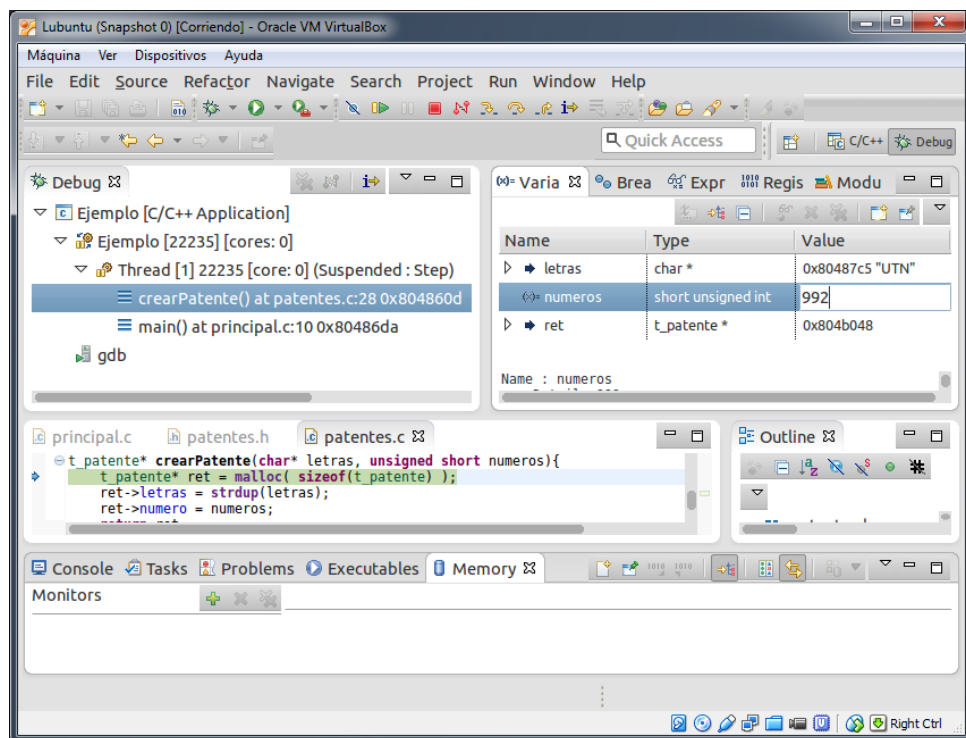 Lubuntu (Snapshot 0) [Corriendo] - Oracle VM VirtualBox
Máquina Ver Dispositivos Ayuda
File Edit Source Refactor Navigate Search Project Run Window Help
Quick Access
C/C++ Debug
Debug
Ejemplo [C/C++ Application]
Ejemplo [22235] [cores: 0]
Thread [1] 22235 [core: 0] (Suspended : Step)
crearPatente() at patentes.c:28 0x804860d
main() at principal.c:10 0x80486da
gdb
(x)= Varia Brea Expr Regis Modu
Name Type Value
letras char * 0x80487c5 "UTN"
(x)= numeros short unsigned int 992
ret t_patente * 0x804b048
Name : numeros
principal.c patentes.h patentes.c
t_patente* crearPatente(char* letras, unsigned short numeros){
t_patente* ret = malloc( sizeof(t_patente) );
ret->letras = strdup(letras);
ret->numero = numeros;
Outline
Console Tasks Problems Executables Memory
Monitors
Right Ctrl